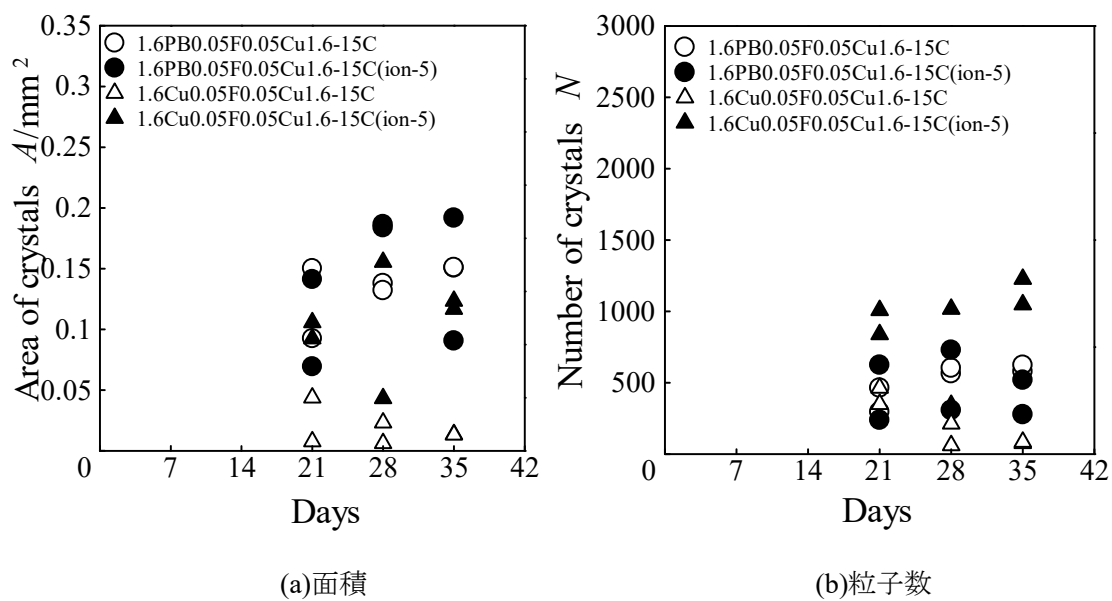 0.35
0.3
0.25
0.2
0.15
0.1
0.05
0
Area of crystals A/mm²
1.6PB0.05F0.05Cu1.6-15C
1.6PB0.05F0.05Cu1.6-15C(ion-5)
1.6Cu0.05F0.05Cu1.6-15C
1.6Cu0.05F0.05Cu1.6-15C(ion-5)
7 14 21 28 35 42
Days
(a)面積
3000
2500
2000
1500
1000
500
0
Number of crystals N
1.6PB0.05F0.05Cu1.6-15C
1.6PB0.05F0.05Cu1.6-15C(ion-5)
1.6Cu0.05F0.05Cu1.6-15C
1.6Cu0.05F0.05Cu1.6-15C(ion-5)
7 14 21 28 35 42
Days
(b)粒子数